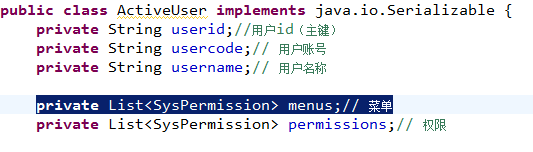 public class ActiveUser implements java.io.Serializable {
private String userid;//用户id（主键）
private String usercode;// 用户账号
private String username;// 用户名称
private List<SysPermission> menus;// 菜单
private List<SysPermission> permissions;// 权限